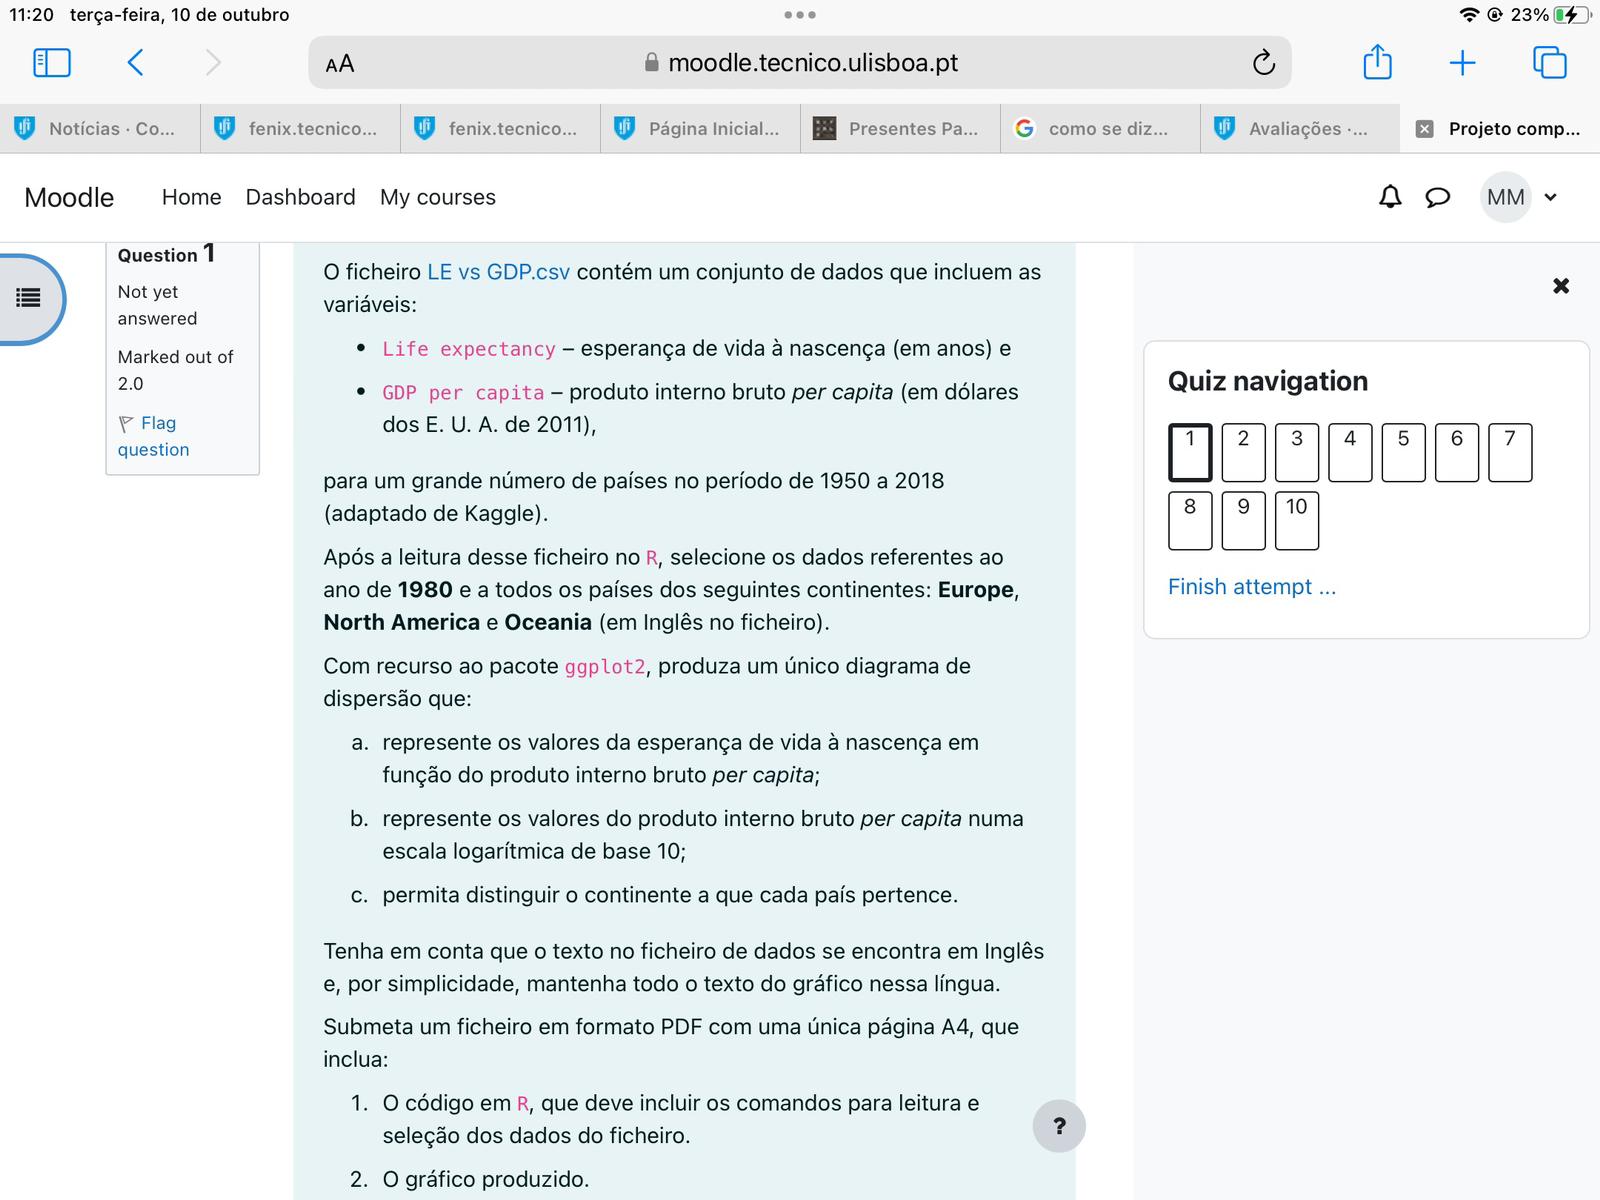 11:20 terça-feira, 10 de outubro
23%
AA
moodle.tecnico.ulisboa.pt
Notícias · Co...
fenix.tecnico...
fenix.tecnico...
Página Inicial...
Presentes Pa...
como se diz...
Avaliações ·...
Projeto comp...
Moodle
Home
Dashboard
My courses
MM
Question 1
Not yet
answered
Marked out of
2.0
Flag
question
O ficheiro LE vs GDP.csv contém um conjunto de dados que incluem as
variáveis:
• Life expectancy – esperança de vida à nascença (em anos) e
• GDP per capita – produto interno bruto per capita (em dólares
dos E. U. A. de 2011),
para um grande número de países no período de 1950 a 2018
(adaptado de Kaggle).
Após a leitura desse ficheiro no R, selecione os dados referentes ao
ano de 1980 e a todos os países dos seguintes continentes: Europe,
North America e Oceania (em Inglês no ficheiro).
Com recurso ao pacote ggplot2, produza um único diagrama de
dispersão que:
a. represente os valores da esperança de vida à nascença em
função do produto interno bruto per capita;
b. represente os valores do produto interno bruto per capita numa
escala logarítmica de base 10;
c. permita distinguir o continente a que cada país pertence.
Tenha em conta que o texto no ficheiro de dados se encontra em Inglês
e, por simplicidade, mantenha todo o texto do gráfico nessa língua.
Submeta um ficheiro em formato PDF com uma única página A4, que
inclua:
1. O código em R, que deve incluir os comandos para leitura e
seleção dos dados do ficheiro.
2. O gráfico produzido.
?
Quiz navigation
1 2 3 4 5 6 7
8 9 10
Finish attempt ...